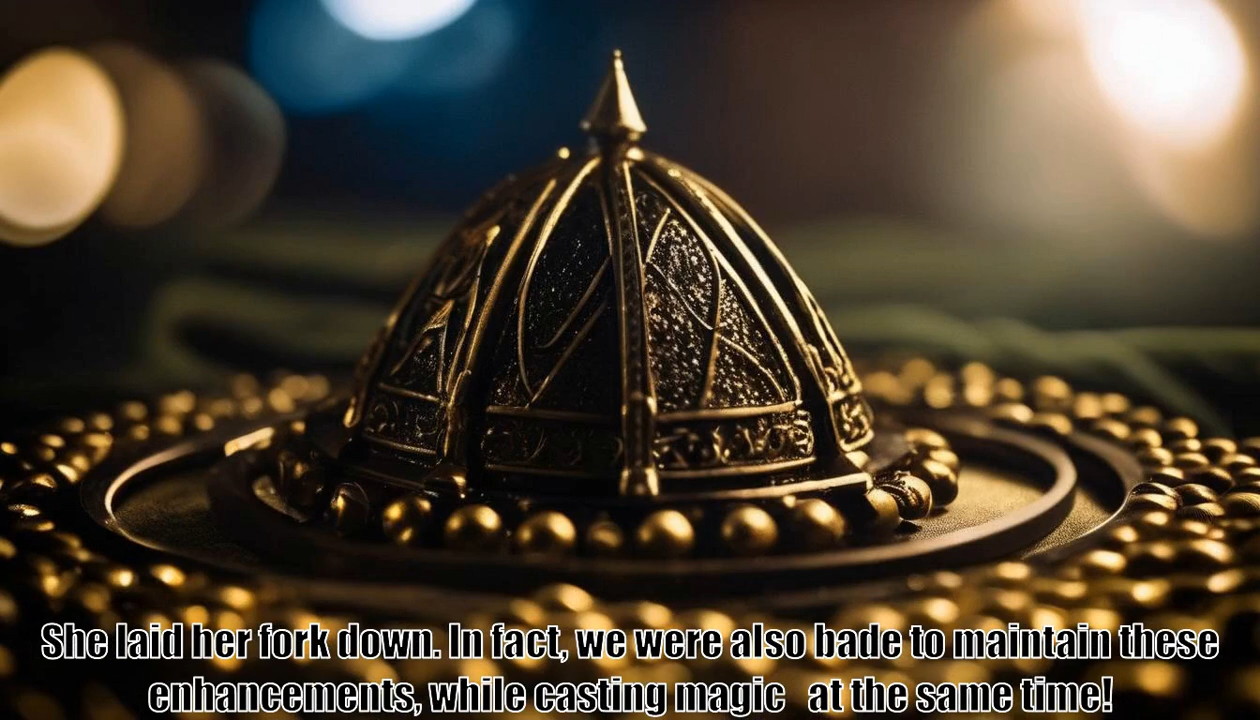 She laid her fork down. In fact, we were also bade to maintain these
enhancements, while casting magic   at the same time!